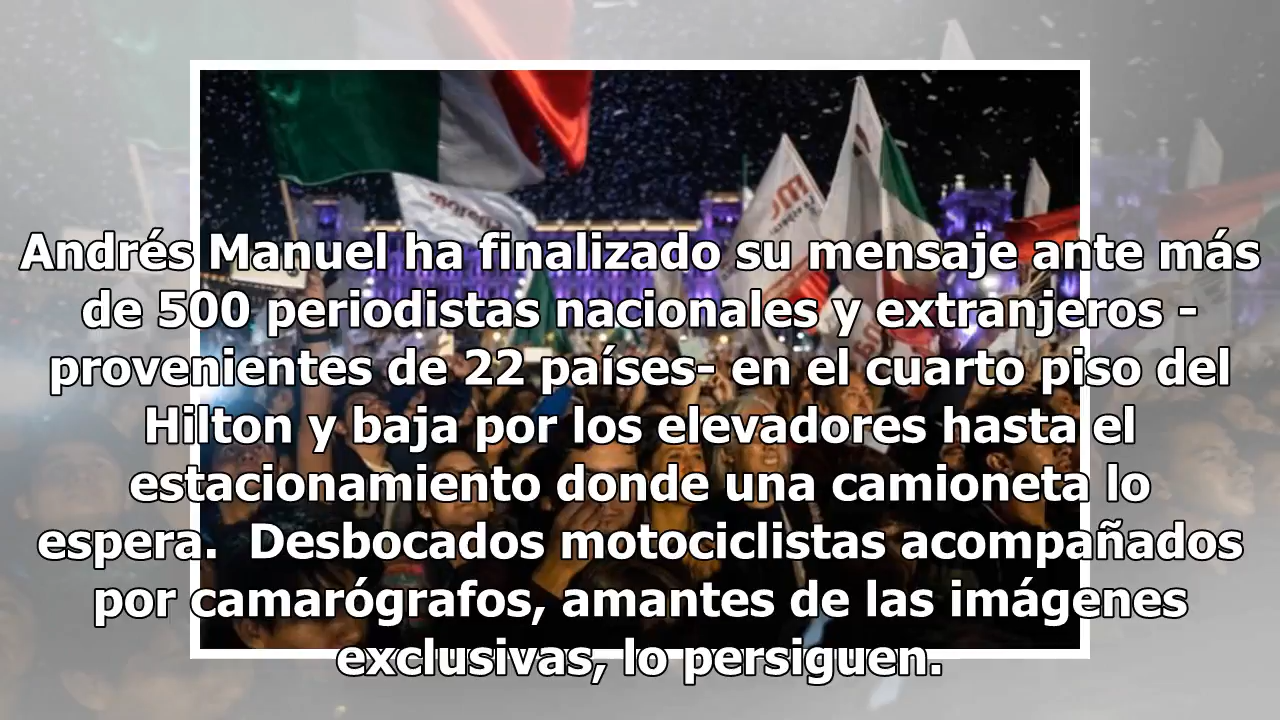 Andrés Manuel ha finalizado su mensaje ante más
de 500 periodistas nacionales y extranjeros -
provenientes de 22 países- en el cuarto piso del
Hilton y baja por los elevadores hasta el
estacionamiento donde una camioneta lo
espera.  Desbocados motociclistas acompañados
por camarógrafos, amantes de las imágenes
exclusivas, lo persiguen.